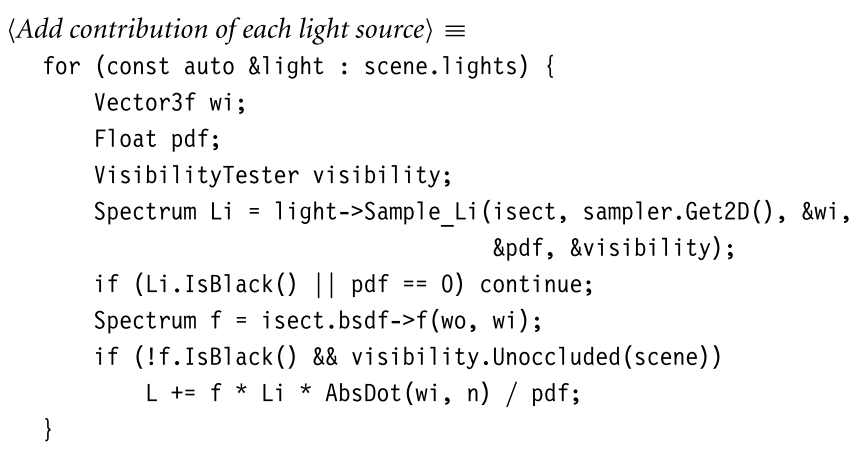 ⟨Add contribution of each light source⟩ ≡
for (const auto &light : scene.lights) {
    Vector3f wi;
    Float pdf;
    VisibilityTester visibility;
    Spectrum Li = light->Sample_Li(isect, sampler.Get2D(), &wi,
                                   &pdf, &visibility);
    if (Li.IsBlack() || pdf == 0) continue;
    Spectrum f = isect.bsdf->f(wo, wi);
    if (!f.IsBlack() && visibility.Unoccluded(scene))
        L += f * Li * AbsDot(wi, n) / pdf;
}